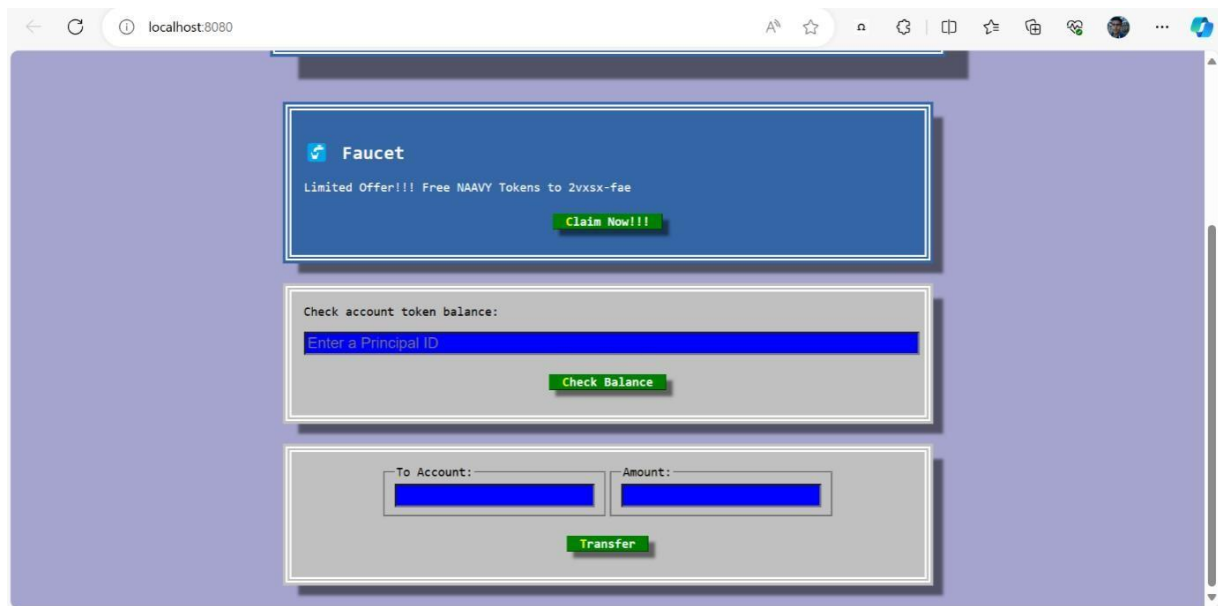 localhost:8080
Faucet
Limited Offer!!! Free NAAVY Tokens to 2vxsx-fae
Claim Now!!!
Check account token balance:
Enter a Principal ID
Check Balance
To Account: Amount:
Transfer